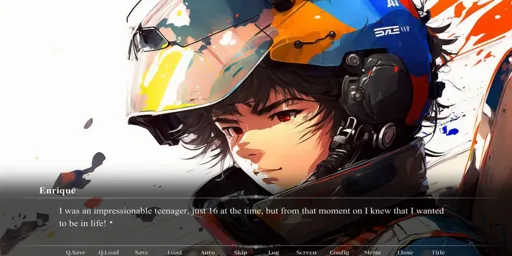 Enrique
I was an impressionable teenager, just 16 at the time, but from that moment on I knew that I wanted
to be in life!
Q.Save Q.Load Save Load Auto Skip Log Screen Config Menu Close Title